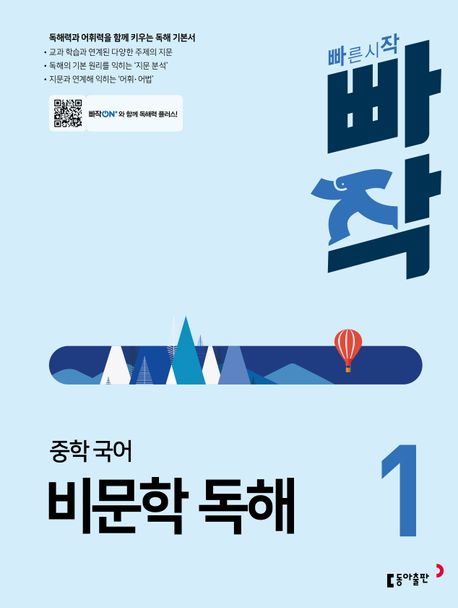 독해력과 어휘력을 함께 키우는 독해 기본서
• 교과 학습과 연계된 다양한 주제의 지문
• 독해의 기본 원리를 익히는 '지문 분석'
• 지문과 연계해 익히는 '어휘·어법'
빠작ON⁺와 함께 독해력 플러스!
빠른시작
빠작
중학 국어
비문학 독해
1
동아출판